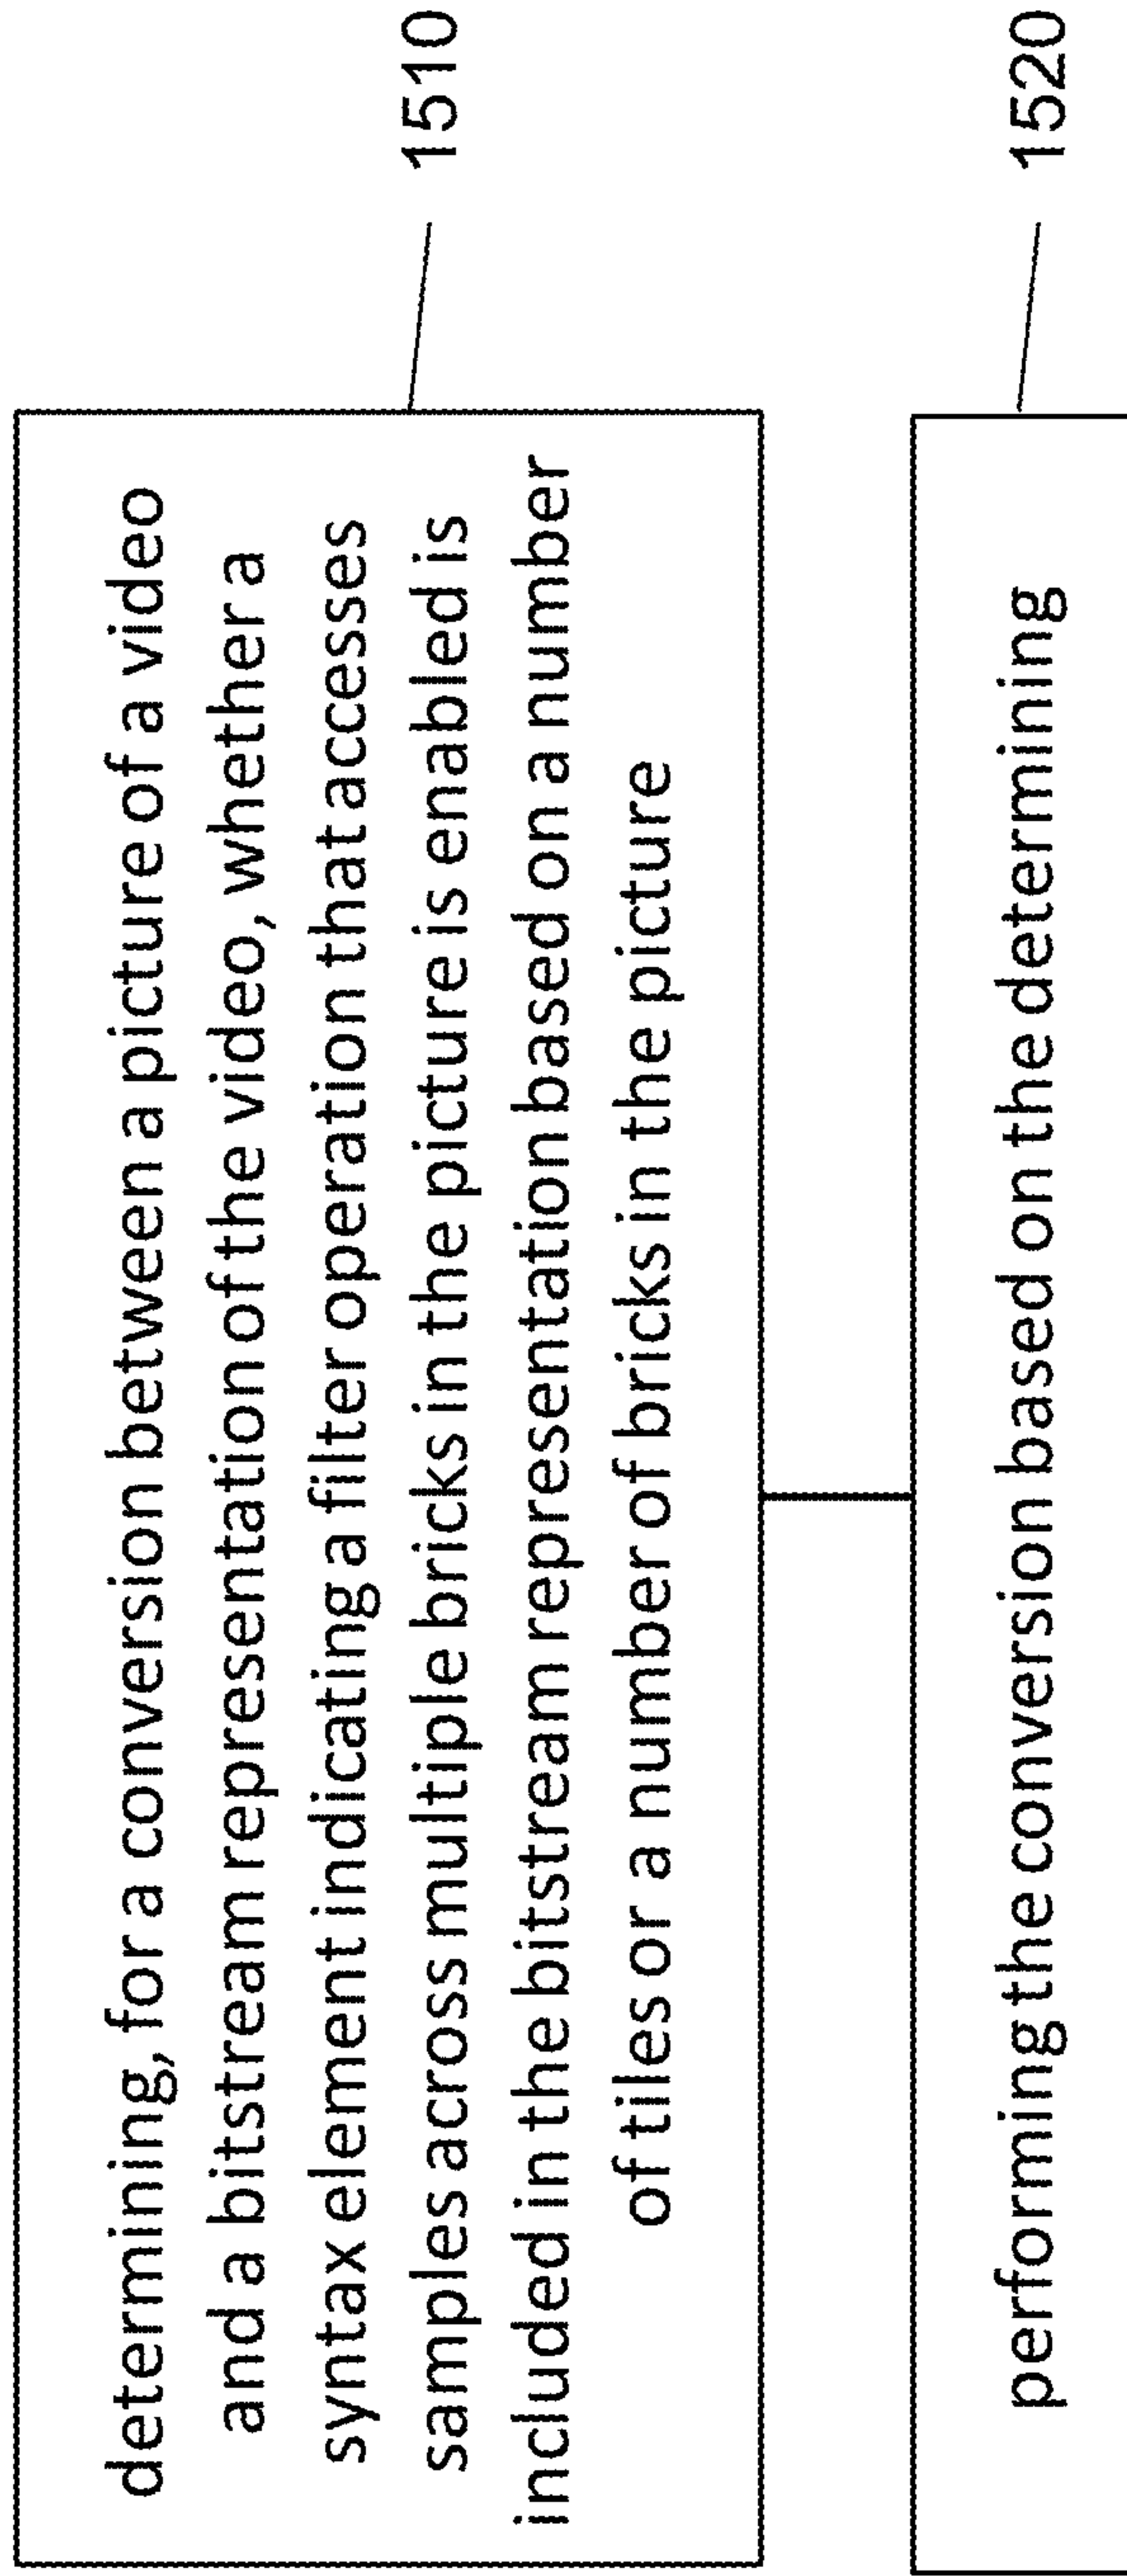 determining, for a conversion between a picture of a video
and a bitstream representation of the video, whether a
syntax element indicating a filter operation that accesses
samples across multiple bricks in the picture is enabled is
included in the bitstream representation based on a number
of tiles or a number of bricks in the picture
1510
performing the conversion based on the determining
1520